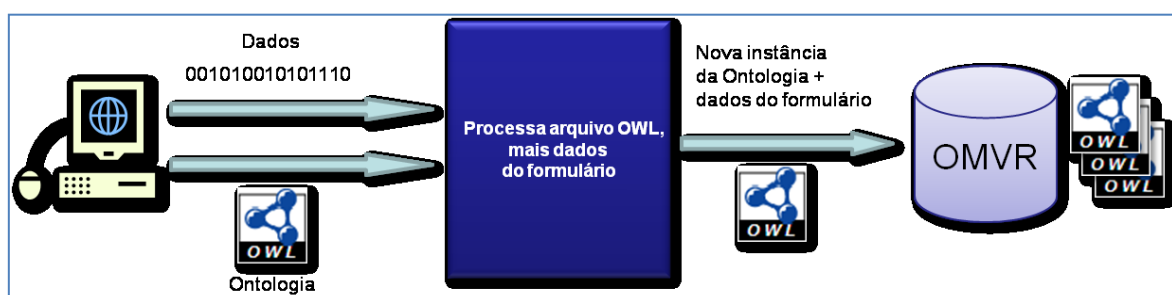 Dados
001010010101110
OWL
Ontologia
Processa arquivo OWL,
mais dados
do formulário
Nova instância
da Ontologia +
dados do formulário
OWL
OMVR
OWL
OWL
OWL